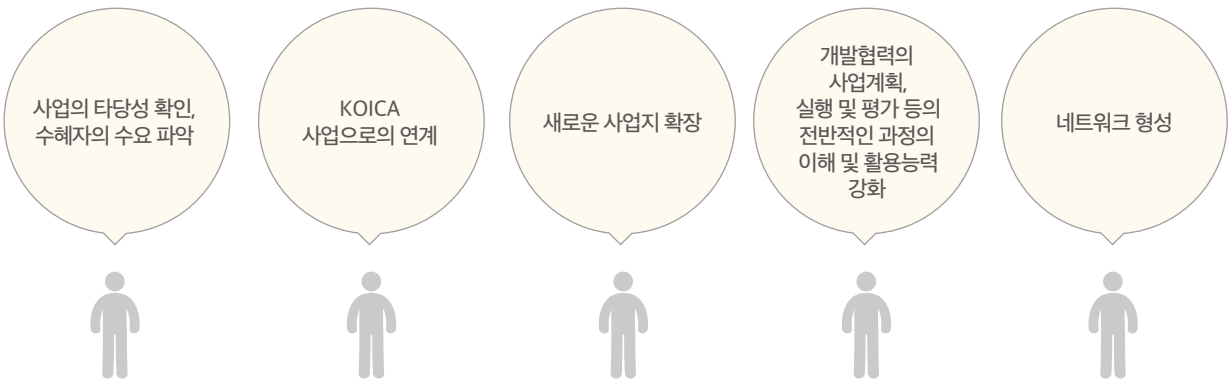 사업의 타당성 확인,
수혜자의 수요 파악
KOICA
사업으로의 연계
새로운 사업지 확장
개발협력의
사업계획,
실행 및 평가 등의
전반적인 과정의
이해 및 활용능력
강화
네트워크 형성